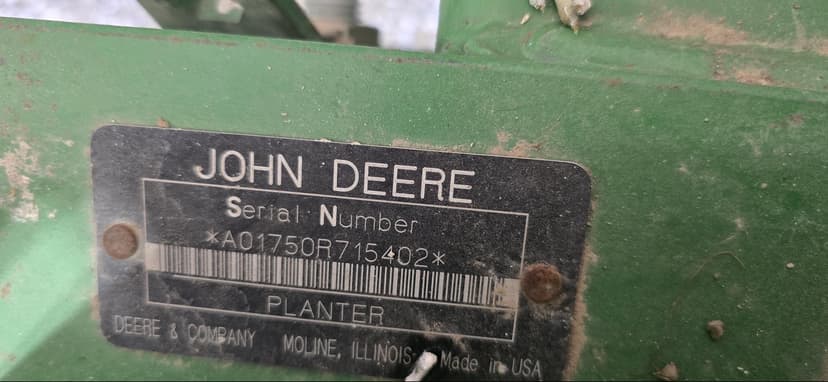 JOHN DEERE
Serial Number
*A01750R715402*
PLANTER
DEERE & COMPANY MOLINE, ILLINOIS Made in USA